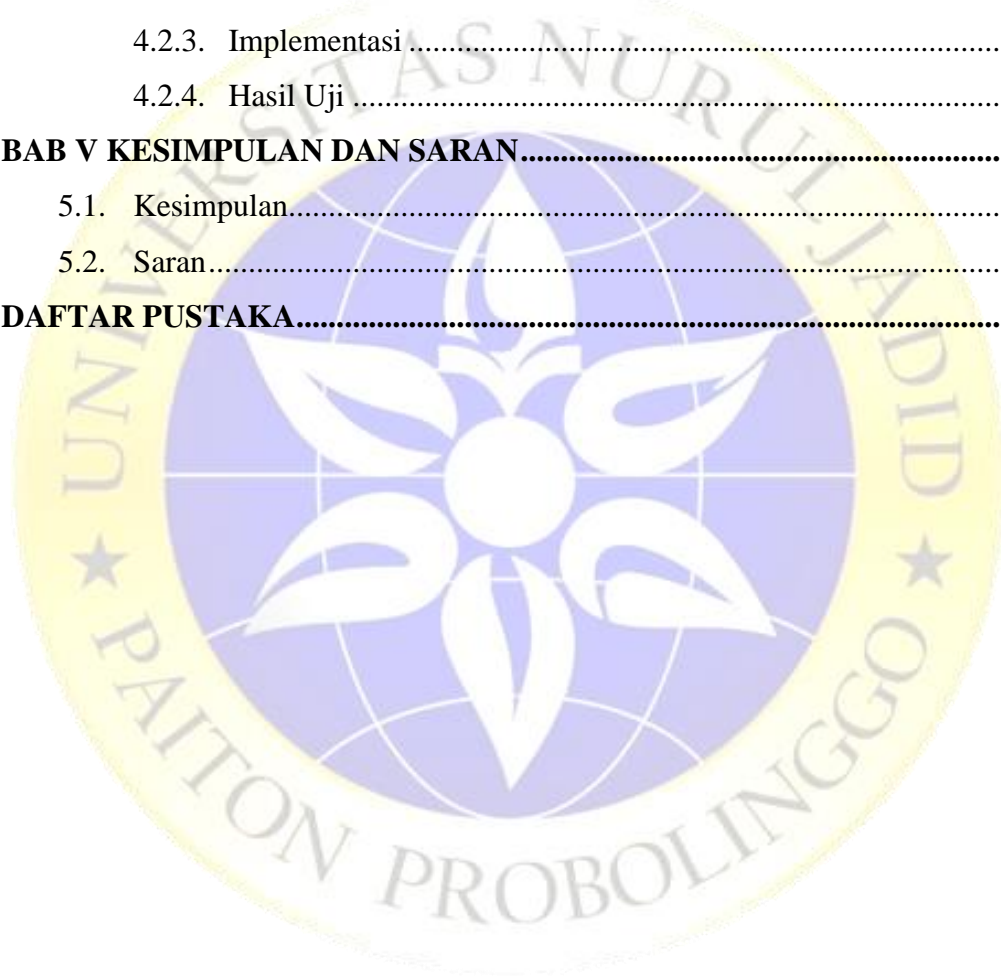 4.2.3. Implementasi ........................................................................
4.2.4. Hasil Uji ................................................................................
BAB V KESIMPULAN DAN SARAN...........................................................
5.1. Kesimpulan........................................................................................
5.2. Saran..................................................................................................
DAFTAR PUSTAKA.......................................................................................
UNIVERSITAS NURUL JADID
★ PAITON PROBOLINGGO ★